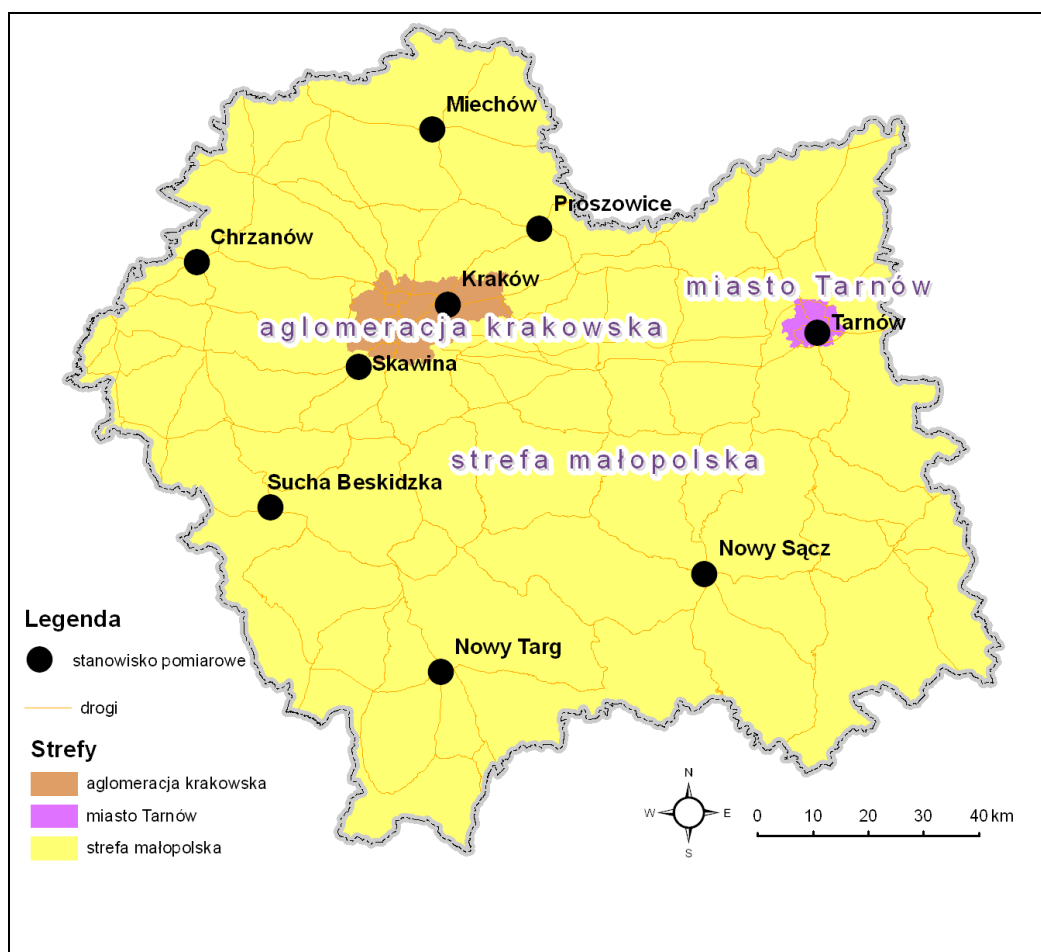 Miechów
Proszowice
Chrzanów
Kraków
miasto Tarnów
Tarnów
aglomeracja krakowska
Skawina
strefa małopolska
Sucha Beskidzka
Nowy Sącz
Nowy Targ
Legenda
stanowisko pomiarowe
drogi
Strefy
aglomeracja krakowska
miasto Tarnów
strefa małopolska
N
W E
S
0 10 20 30 40 km